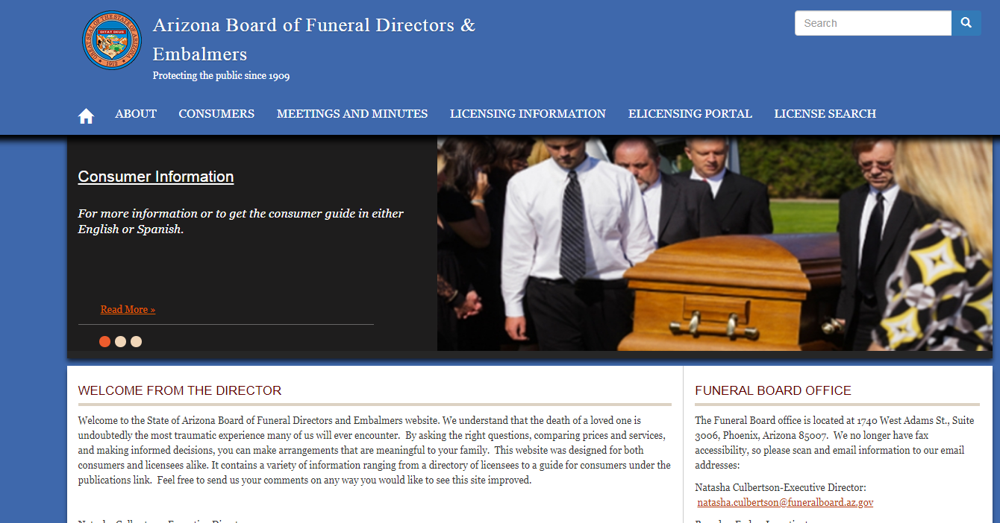 Arizona Board of Funeral Directors &
Embalmers
Protecting the public since 1909
Search
DITAT DEUS
GREAT SEAL OF THE STATE OF ARIZONA
1912
ABOUT
CONSUMERS
MEETINGS AND MINUTES
LICENSING INFORMATION
ELICENSING PORTAL
LICENSE SEARCH
Consumer Information
For more information or to get the consumer guide in either
English or Spanish.
Read More »
WELCOME FROM THE DIRECTOR
Welcome to the State of Arizona Board of Funeral Directors and Embalmers website. We understand that the death of a loved one is
undoubtedly the most traumatic experience many of us will ever encounter.  By asking the right questions, comparing prices and services,
and making informed decisions, you can make arrangements that are meaningful to your family.  This website was designed for both
consumers and licensees alike. It contains a variety of information ranging from a directory of licensees to a guide for consumers under the
publications link.  Feel free to send us your comments on any way you would like to see this site improved.
FUNERAL BOARD OFFICE
The Funeral Board office is located at 1740 West Adams St., Suite
3006, Phoenix, Arizona 85007.  We no longer have fax
accessibility, so please scan and email information to our email
addresses:
Natasha Culbertson-Executive Director:
natasha.culbertson@funeralboard.az.gov